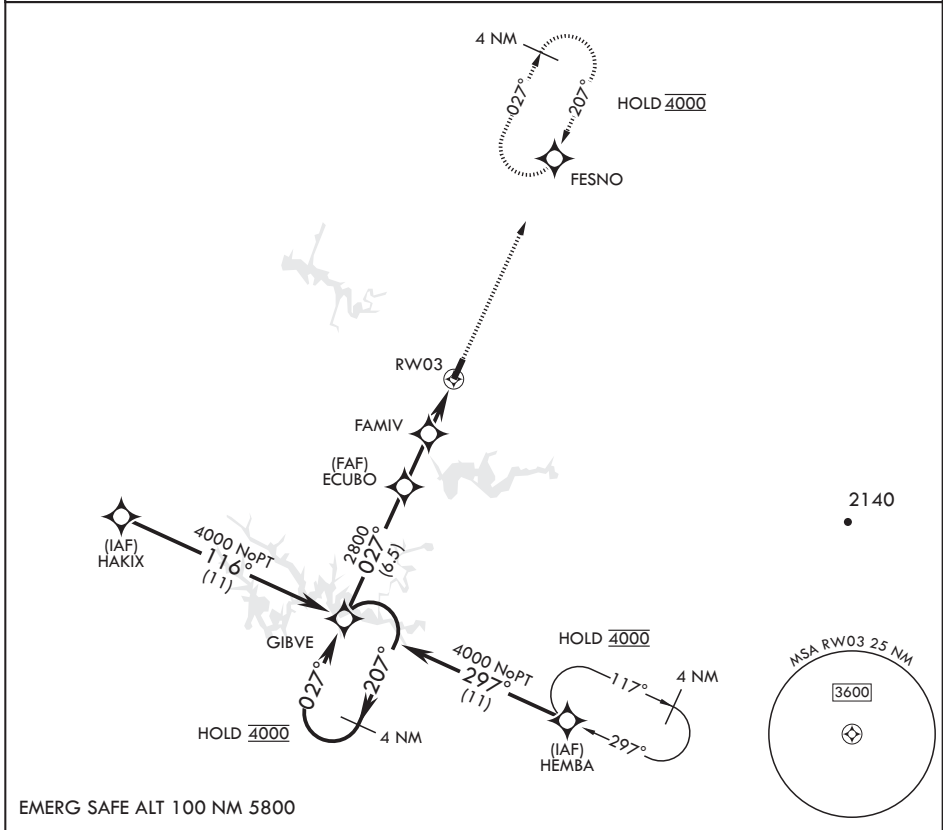 4 NM
027°
207°
HOLD 4000
FESNO
RW03
FAMIV
(FAF)
ECUBO
2140
(IAF)
HAKIX
4000 NoPT
116°
(11)
2800
027°
(6.5)
GIBVE
027°
207°
HOLD 4000
4 NM
4000 NoPT
297°
(11)
HOLD 4000
117°
4 NM
297°
(IAF)
HEMBA
MSA RW03 25 NM
3600
EMERG SAFE ALT 100 NM 5800